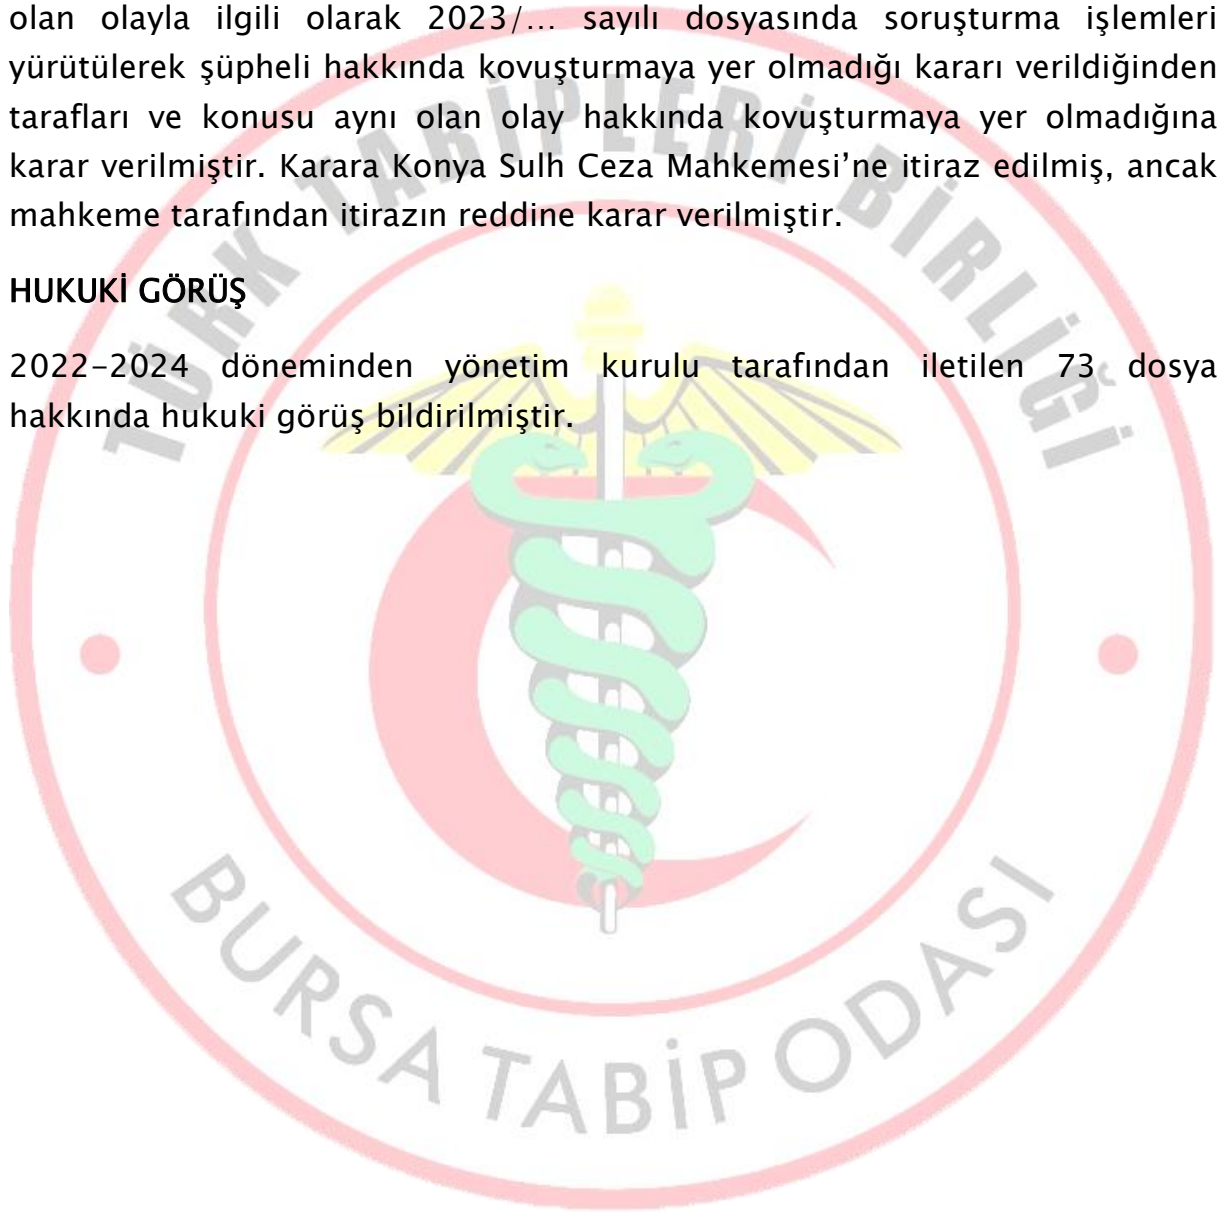 olan olayla ilgili olarak 2023/... sayılı dosyasında soruşturma işlemleri
yürütülerek şüpheli hakkında kovuşturmaya yer olmadığı kararı verildiğinden
tarafları ve konusu aynı olan olay hakkında kovuşturmaya yer olmadığına
karar verilmiştir. Karara Konya Sulh Ceza Mahkemesi’ne itiraz edilmiş, ancak
mahkeme tarafından itirazın reddine karar verilmiştir.
HUKUKİ GÖRÜŞ
2022-2024 döneminden yönetim kurulu tarafından iletilen 73 dosya
hakkında hukuki görüş bildirilmiştir.
TÜRK TABİPLERİ BİRLİĞİ
BURSA TABİP ODASI